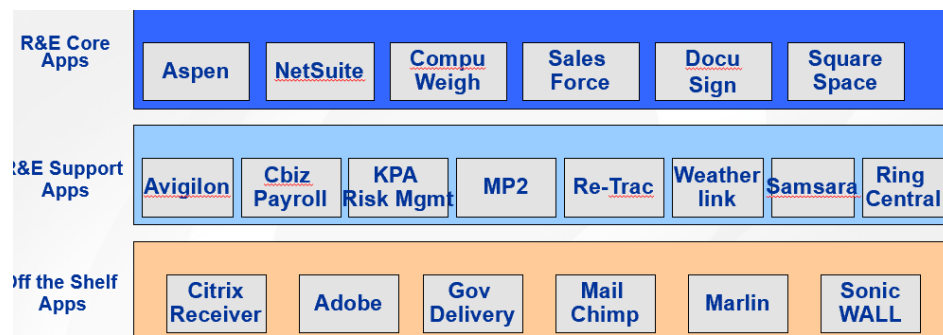 R&E Core
Apps
Aspen
NetSuite
Compu
Weigh
Sales
Force
Docu
Sign
Square
Space
R&E Support
Apps
Avigilon
Cbiz
Payroll
KPA
Risk Mgmt
MP2
Re-Trac
Weather
link
Samsara
Ring
Central
Off the Shelf
Apps
Citrix
Receiver
Adobe
Gov
Delivery
Mail
Chimp
Marlin
Sonic
WALL